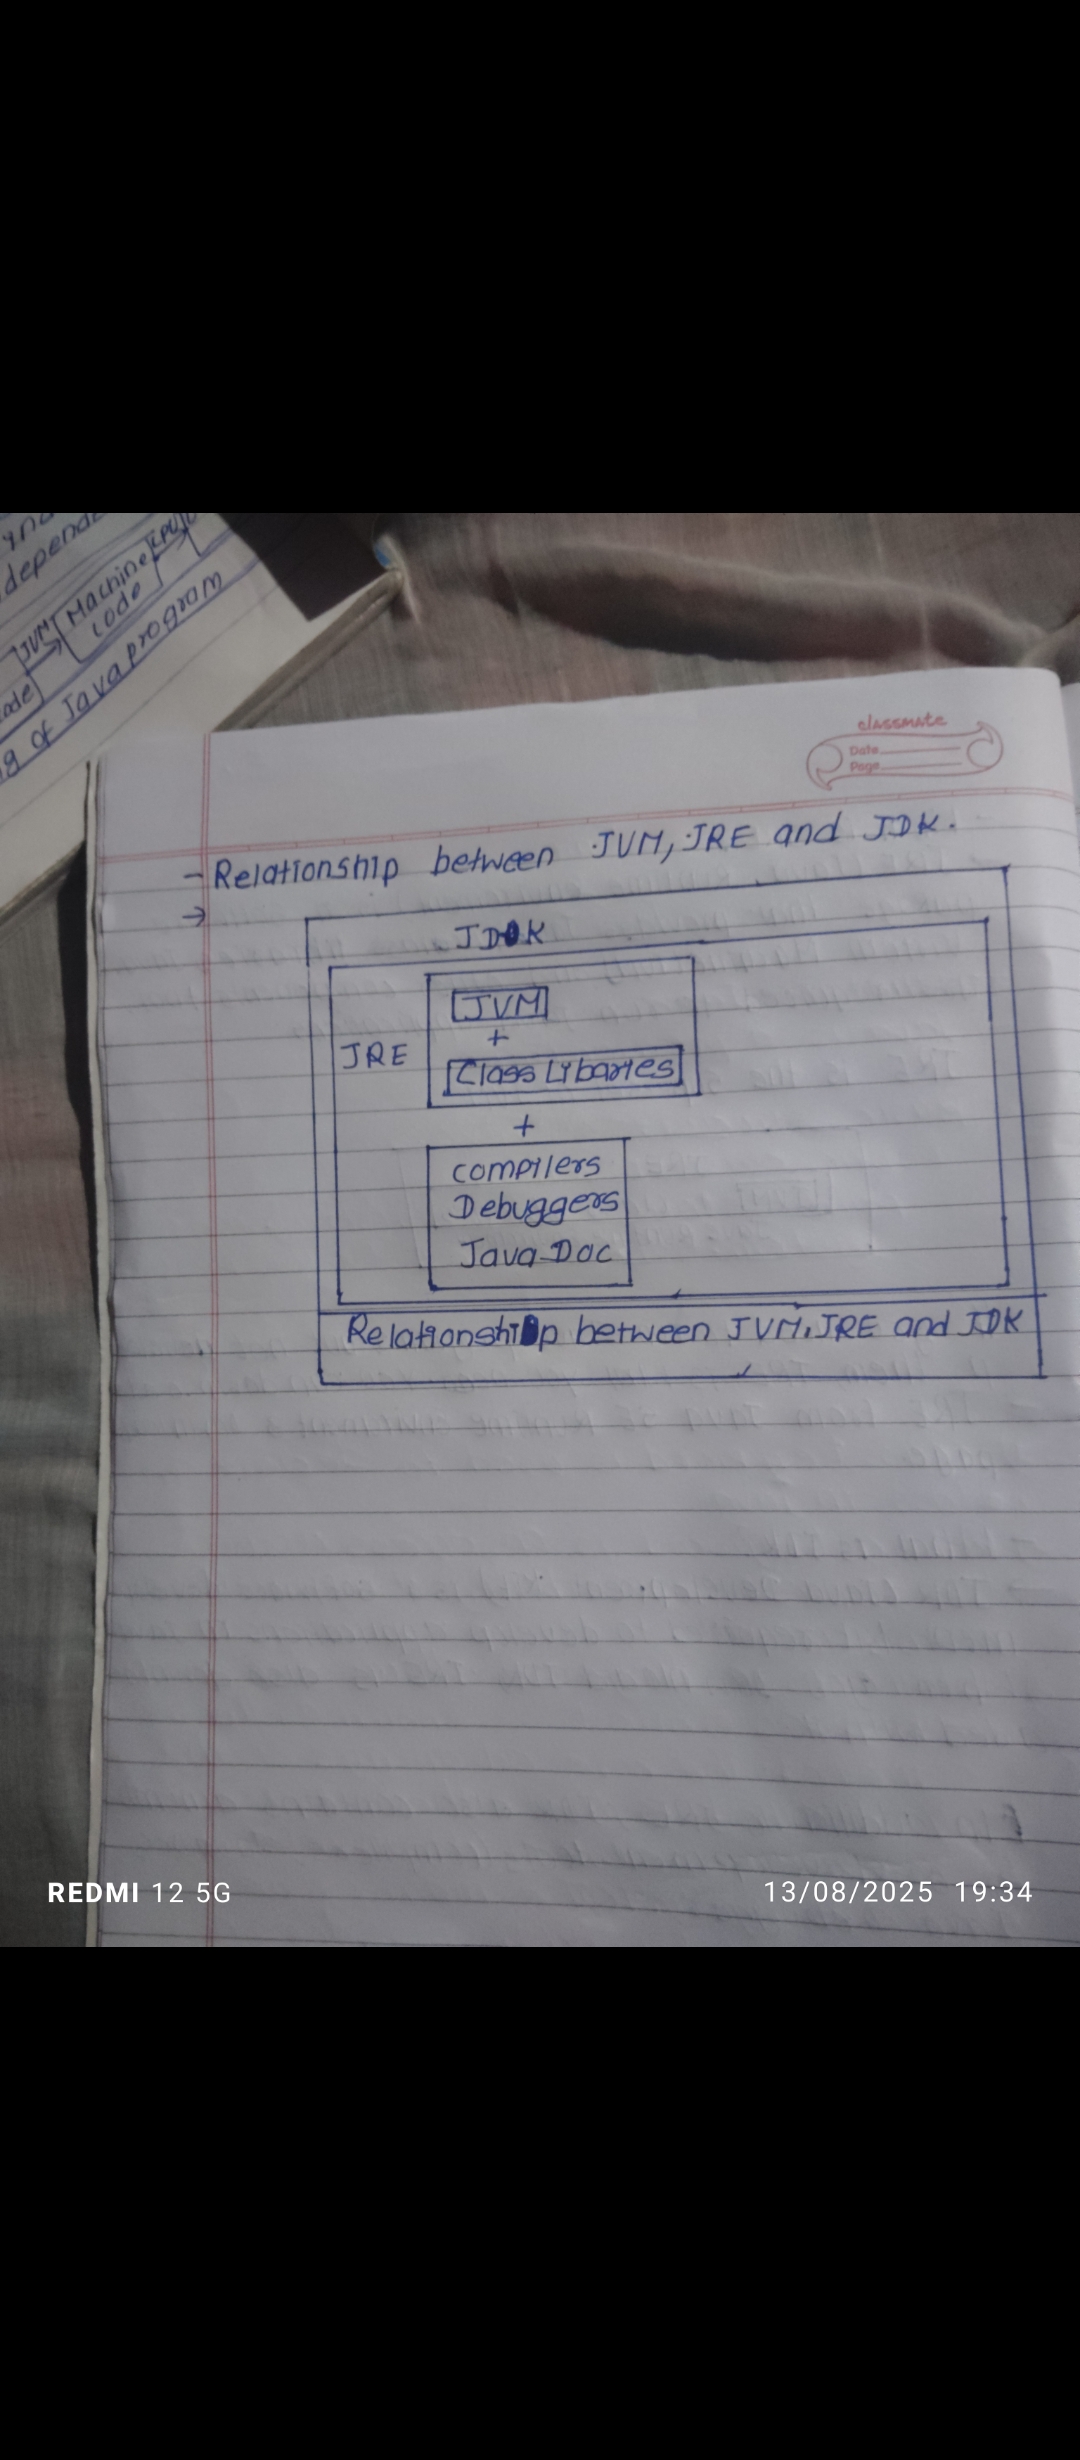 dependen
JVM
Machine
code
CPU
ode
g of Java program
classmate
Date
Page
- Relationship between JVM, JRE and JDK.
→
JDK
JVM
+
JRE
Class Libaries
+
compilers
Debuggers
Java Doc
Relationship between JVM, JRE and JDK
REDMI 12 5G
13/08/2025 19:34